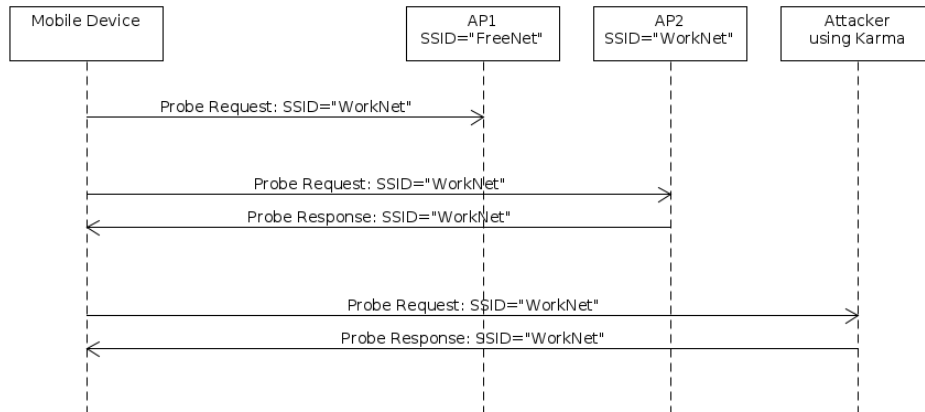 Mobile Device
AP1
SSID="FreeNet"
AP2
SSID="WorkNet"
Attacker
using Karma
Probe Request: SSID="WorkNet"
Probe Request: SSID="WorkNet"
Probe Response: SSID="WorkNet"
Probe Request: SSID="WorkNet"
Probe Response: SSID="WorkNet"